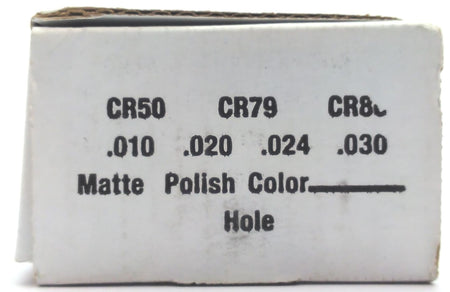 CR50 CR79
.010 .020 .024 .030
Matte Polish Color
Hole